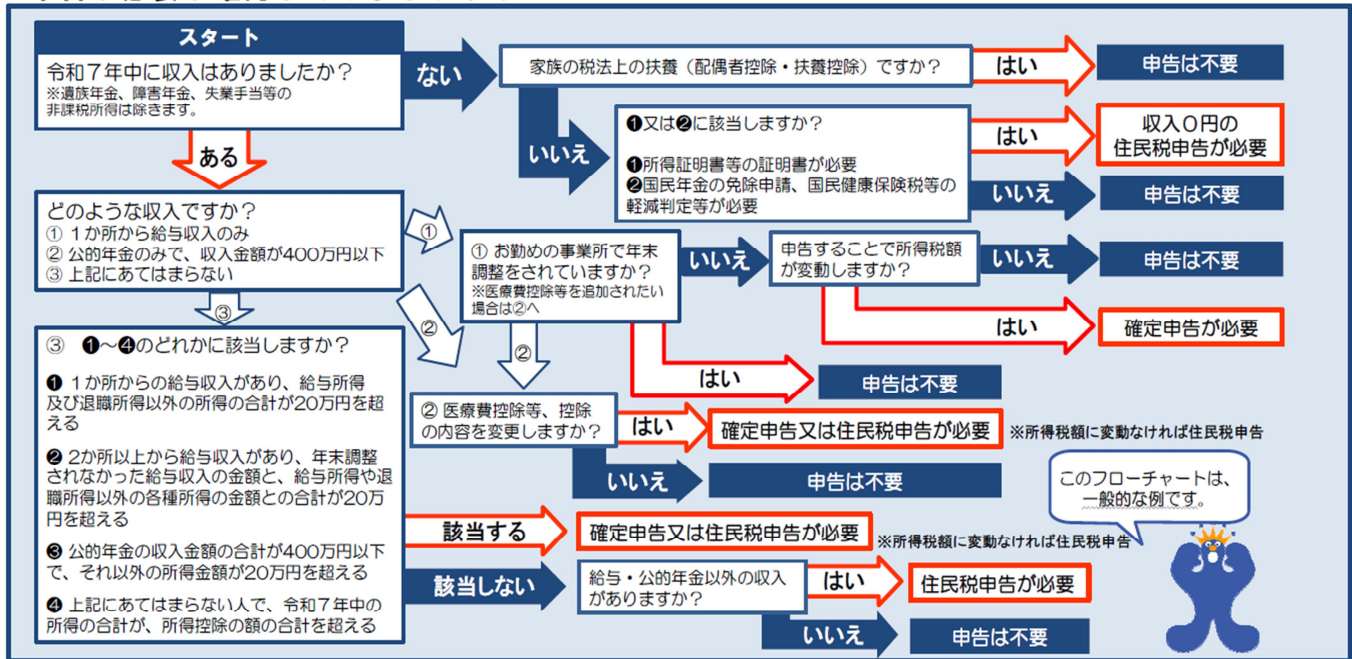 スタート
令和7年中に収入はありましたか？
※遺族年金、障害年金、失業手当等の
非課税所得は除きます。
ない
家族の税法上の扶養（配偶者控除・扶養控除）ですか？
はい
申告は不要
いいえ
❶又は❷に該当しますか？
❶所得証明書等の証明書が必要
❷国民年金の免除申請、国民健康保険税等の
軽減判定等が必要
はい
収入0円の
住民税申告が必要
いいえ
申告は不要
ある
どのような収入ですか？
① 1か所から給与収入のみ
② 公的年金のみで、収入金額が400万円以下
③ 上記にあてはまらない
①
① お勤めの事業所で年末
調整をされていますか？
※医療費控除等を追加されたい
場合は②へ
いいえ
申告することで所得税額
が変動しますか？
いいえ
申告は不要
はい
確定申告が必要
はい
申告は不要
②
②
② 医療費控除等、控除
の内容を変更しますか？
はい
確定申告又は住民税申告が必要
※所得税額に変動なければ住民税申告
いいえ
申告は不要
③
③ ❶～❹のどれかに該当しますか？
❶ 1か所からの給与収入があり、給与所得
及び退職所得以外の所得の合計が20万円を超
える
❷ 2か所以上から給与収入があり、年末調整
されなかった給与収入の金額と、給与所得や退
職所得以外の各種所得の金額との合計が20万
円を超える
❸ 公的年金の収入金額の合計が400万円以下
で、それ以外の所得金額が20万円を超える
❹ 上記にあてはまらない人で、令和7年中の
所得の合計が、所得控除の額の合計を超える
該当する
確定申告又は住民税申告が必要
※所得税額に変動なければ住民税申告
該当しない
給与・公的年金以外の収入
がありますか？
はい
住民税申告が必要
いいえ
申告は不要
このフローチャートは、
一般的な例です。